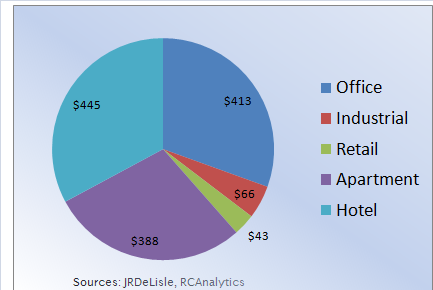 $445
$413
$66
$43
$388
Office
Industrial
Retail
Apartment
Hotel
Sources: JRDeLisle, RCAnalytics